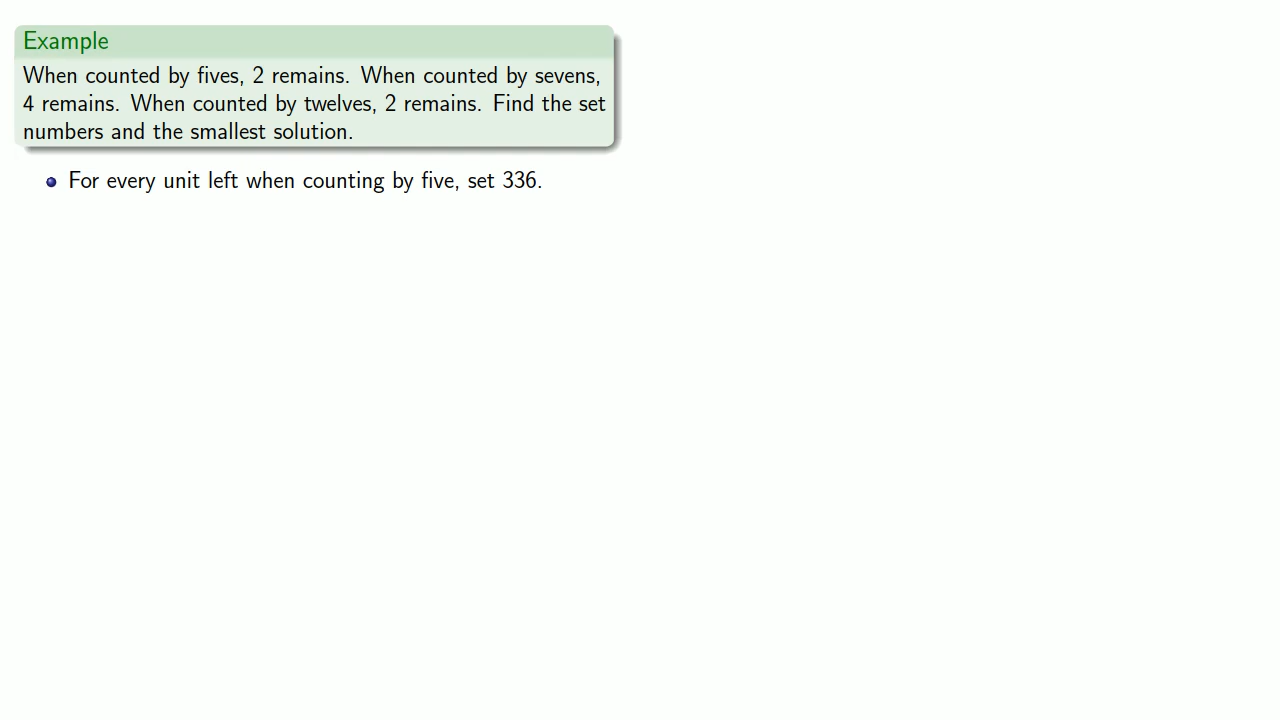 Example
When counted by fives, 2 remains. When counted by sevens,
4 remains. When counted by twelves, 2 remains. Find the set
numbers and the smallest solution.
For every unit left when counting by five, set 336.